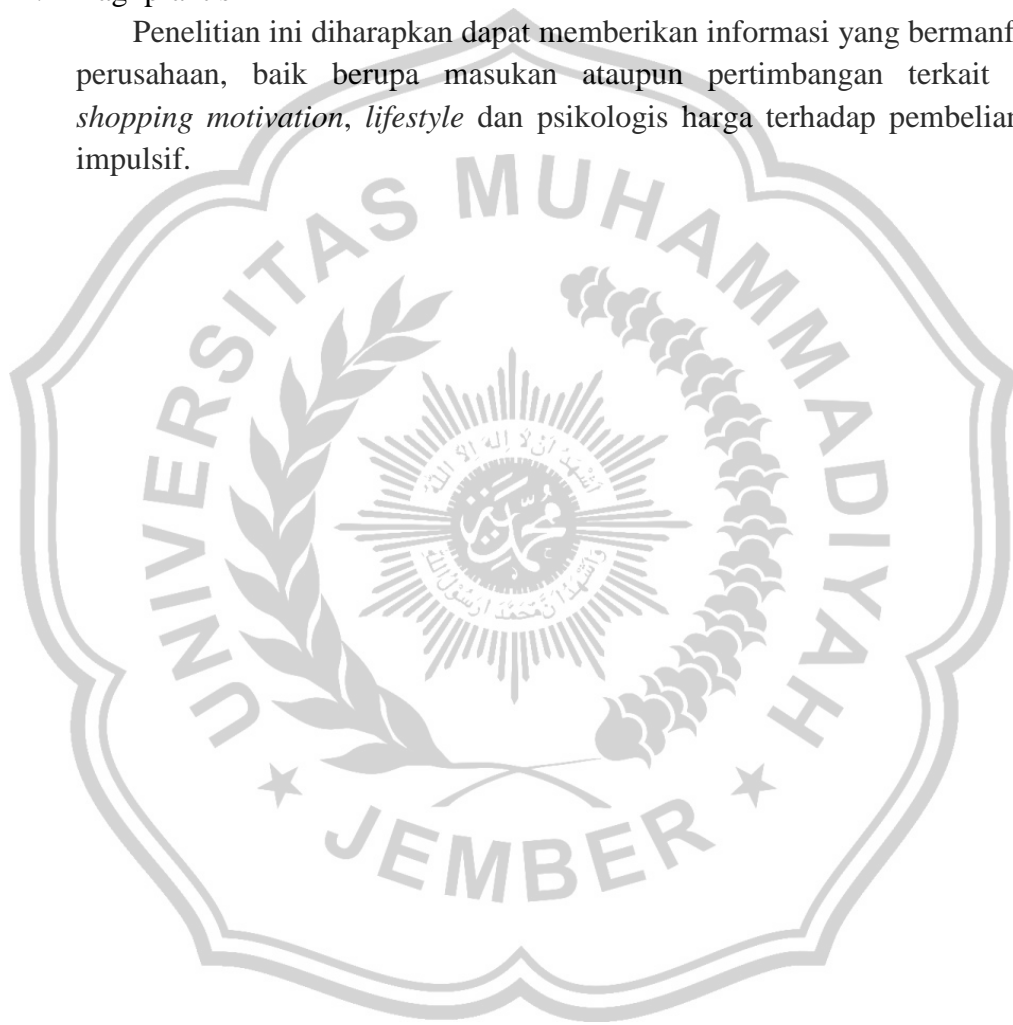 Penelitian ini diharapkan dapat memberikan informasi yang
perusahaan, baik berupa masukan ataupun pertimbangan terkait
shopping motivation, lifestyle dan psikologis harga terhadap pembelian
impulsif.
UNIVERSITAS MUHAMMADIYAH
JEMBER